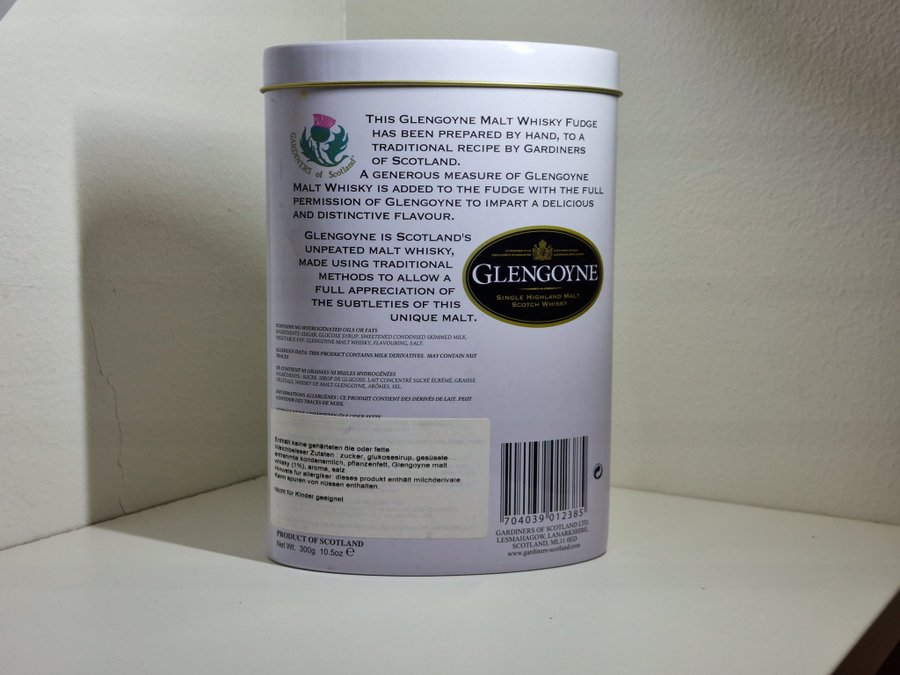 GARDINERS of Scotland
THIS GLENGOYNE MALT WHISKY FUDGE
HAS BEEN PREPARED BY HAND, TO A
TRADITIONAL RECIPE BY GARDINERS
OF SCOTLAND.
A GENEROUS MEASURE OF GLENGOYNE
MALT WHISKY IS ADDED TO THE FUDGE WITH THE FULL
PERMISSION OF GLENGOYNE TO IMPART A DELICIOUS
AND DISTINCTIVE FLAVOUR.
GLENGOYNE IS SCOTLAND'S
UNPEATED MALT WHISKY,
MADE USING TRADITIONAL
METHODS TO ALLOW A
FULL APPRECIATION OF
THE SUBTLETIES OF THIS
UNIQUE MALT.
GLENGOYNE
SINGLE HIGHLAND MALT
SCOTCH WHISKY
CONTAINS NO HYDROGENATED OILS OR FATS
INGREDIENTS: SUGAR, GLUCOSE SYRUP, SWEETENED CONDENSED SKIMMED MILK,
VEGETABLE FAT, GLENGOYNE MALT WHISKY, FLAVOURING, SALT.
ALLERGEN DATA: THIS PRODUCT CONTAINS MILK DERIVATIVES. MAY CONTAIN NUT
TRACES
NE CONTIENT NI GRAISSES NI HUILES HYDROGÉNÉES
INGRÉDIENTS : SUCRE, SIROP DE GLUCOSE, LAIT CONCENTRÉ SUCRÉ ÉCRÉMÉ, GRAISSE
VÉGÉTALE, WHISKY DE MALT GLENGOYNE, ARÔMES, SEL.
INFORMATIONS ALLERGÈNES : CE PRODUIT CONTIENT DES DÉRIVÉS DE LAIT. PEUT
CONTENIR DES TRACES DE NOIX.
Enthält keine gehärteten öle oder fette
Weichbeisser Zutaten : zucker, glukosesirup, gesüsste
entrahmte kondensmilch, pflanzenfett, Glengoyne malt
whisky (1%), aroma, salz.
Hinweis fur allergiker: dieses produkt enthält milchderivate.
Kann spuren von nüssen enthalten.
Nicht für Kinder geeignet
PRODUCT OF SCOTLAND
Net Wt. 300g 10.5oz e
704039 012385
GARDINERS OF SCOTLAND LTD.
LESMAHAGOW, LANARKSHIRE,
SCOTLAND, ML11 0ED
www.gardiners-scotland.com